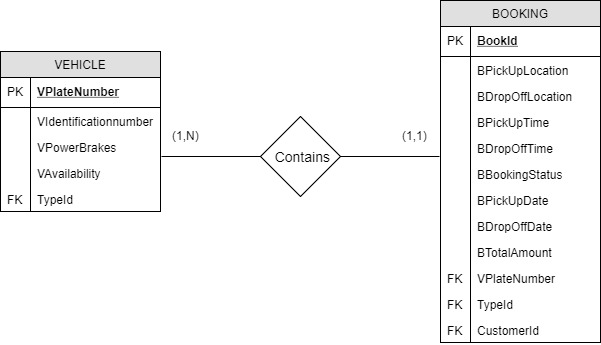 VEHICLE
PK VPlateNumber
VIdentificationnumber
VPowerBrakes
VAvailability
FK TypeId
(1,N)
Contains
(1,1)
BOOKING
PK BookId
BPickUpLocation
BDropOffLocation
BPickUpTime
BDropOffTime
BBookingStatus
BPickUpDate
BDropOffDate
BTotalAmount
FK VPlateNumber
FK TypeId
FK CustomerId